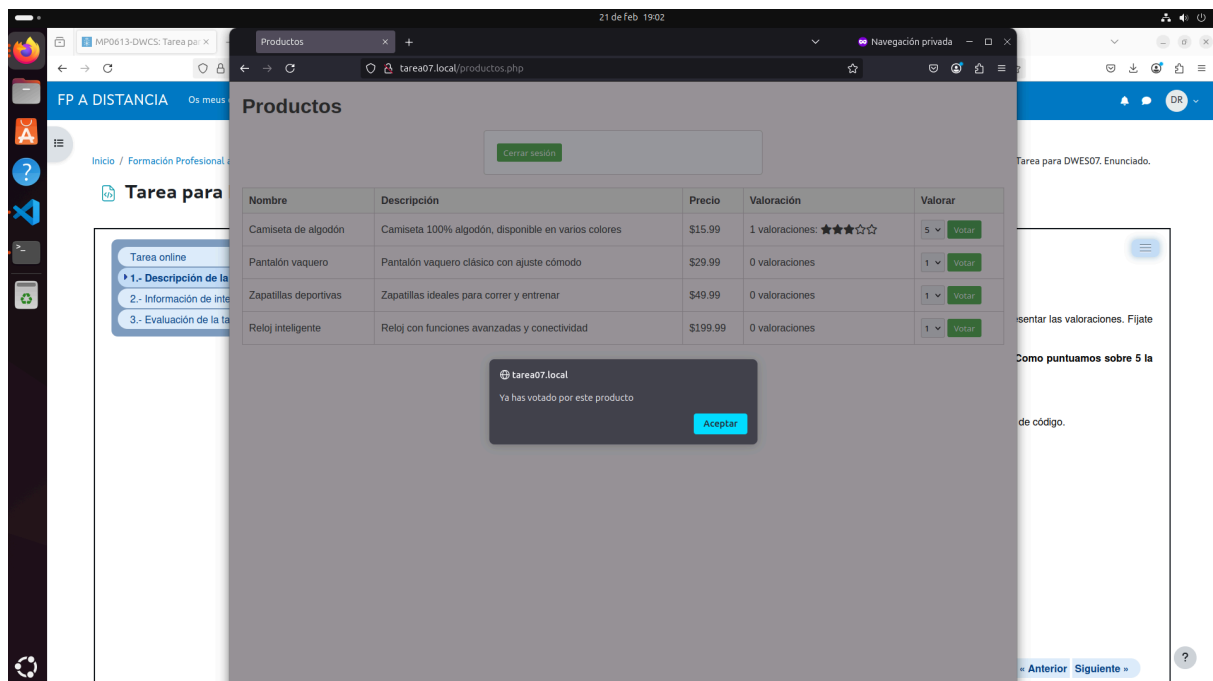 21 de feb 19:02
MP0613-DWCS: Tarea par
Productos
Navegación privada
tarea07.local/productos.php
FP A DISTANCIA
Os meus
DR
Productos
Cerrar sesión
Inicio / Formación Profesional
Tarea para DWES07. Enunciado.
Tarea para
Nombre Descripción Precio Valoración Valorar
Camiseta de algodón Camiseta 100% algodón, disponible en varios colores $15.99 1 valoraciones: ★★★☆☆ 5 Votar
Pantalón vaquero Pantalón vaquero clásico con ajuste cómodo $29.99 0 valoraciones 1 Votar
Zapatillas deportivas Zapatillas ideales para correr y entrenar $49.99 0 valoraciones 1 Votar
Reloj inteligente Reloj con funciones avanzadas y conectividad $199.99 0 valoraciones 1 Votar
Tarea online
1.- Descripción de la
2.- Información de inte
3.- Evaluación de la ta
sentar las valoraciones. Fíjate
Como puntuamos sobre 5 la
de código.
tarea07.local
Ya has votado por este producto
Aceptar
« Anterior Siguiente »
?